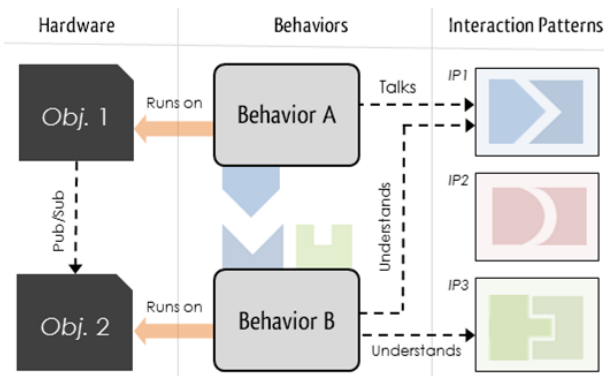 Hardware
Behaviors
Interaction Patterns
Obj. 1
Runs on
Behavior A
Talks
IP1
Pub/Sub
Understands
IP2
Obj. 2
Runs on
Behavior B
Understands
IP3